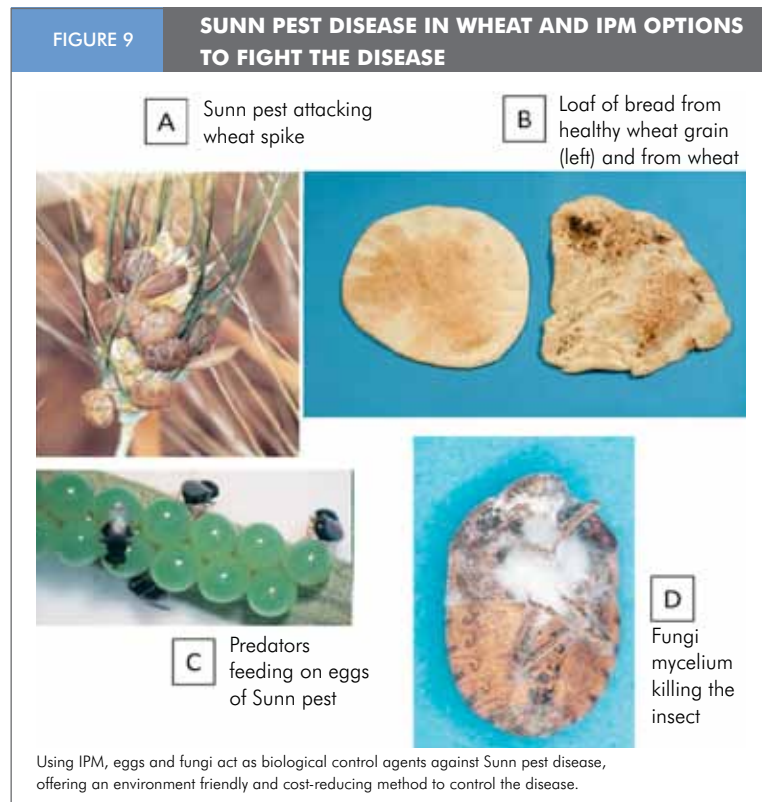 FIGURE 9
SUNN PEST DISEASE IN WHEAT AND IPM OPTIONS
TO FIGHT THE DISEASE
A
Sunn pest attacking
wheat spike
B
Loaf of bread from
healthy wheat grain
(left) and from wheat
C
Predators
feeding on eggs
of Sunn pest
D
Fungi
mycelium
killing the
insect
Using IPM, eggs and fungi act as biological control agents against Sunn pest disease,
offering an environment friendly and cost-reducing method to control the disease.